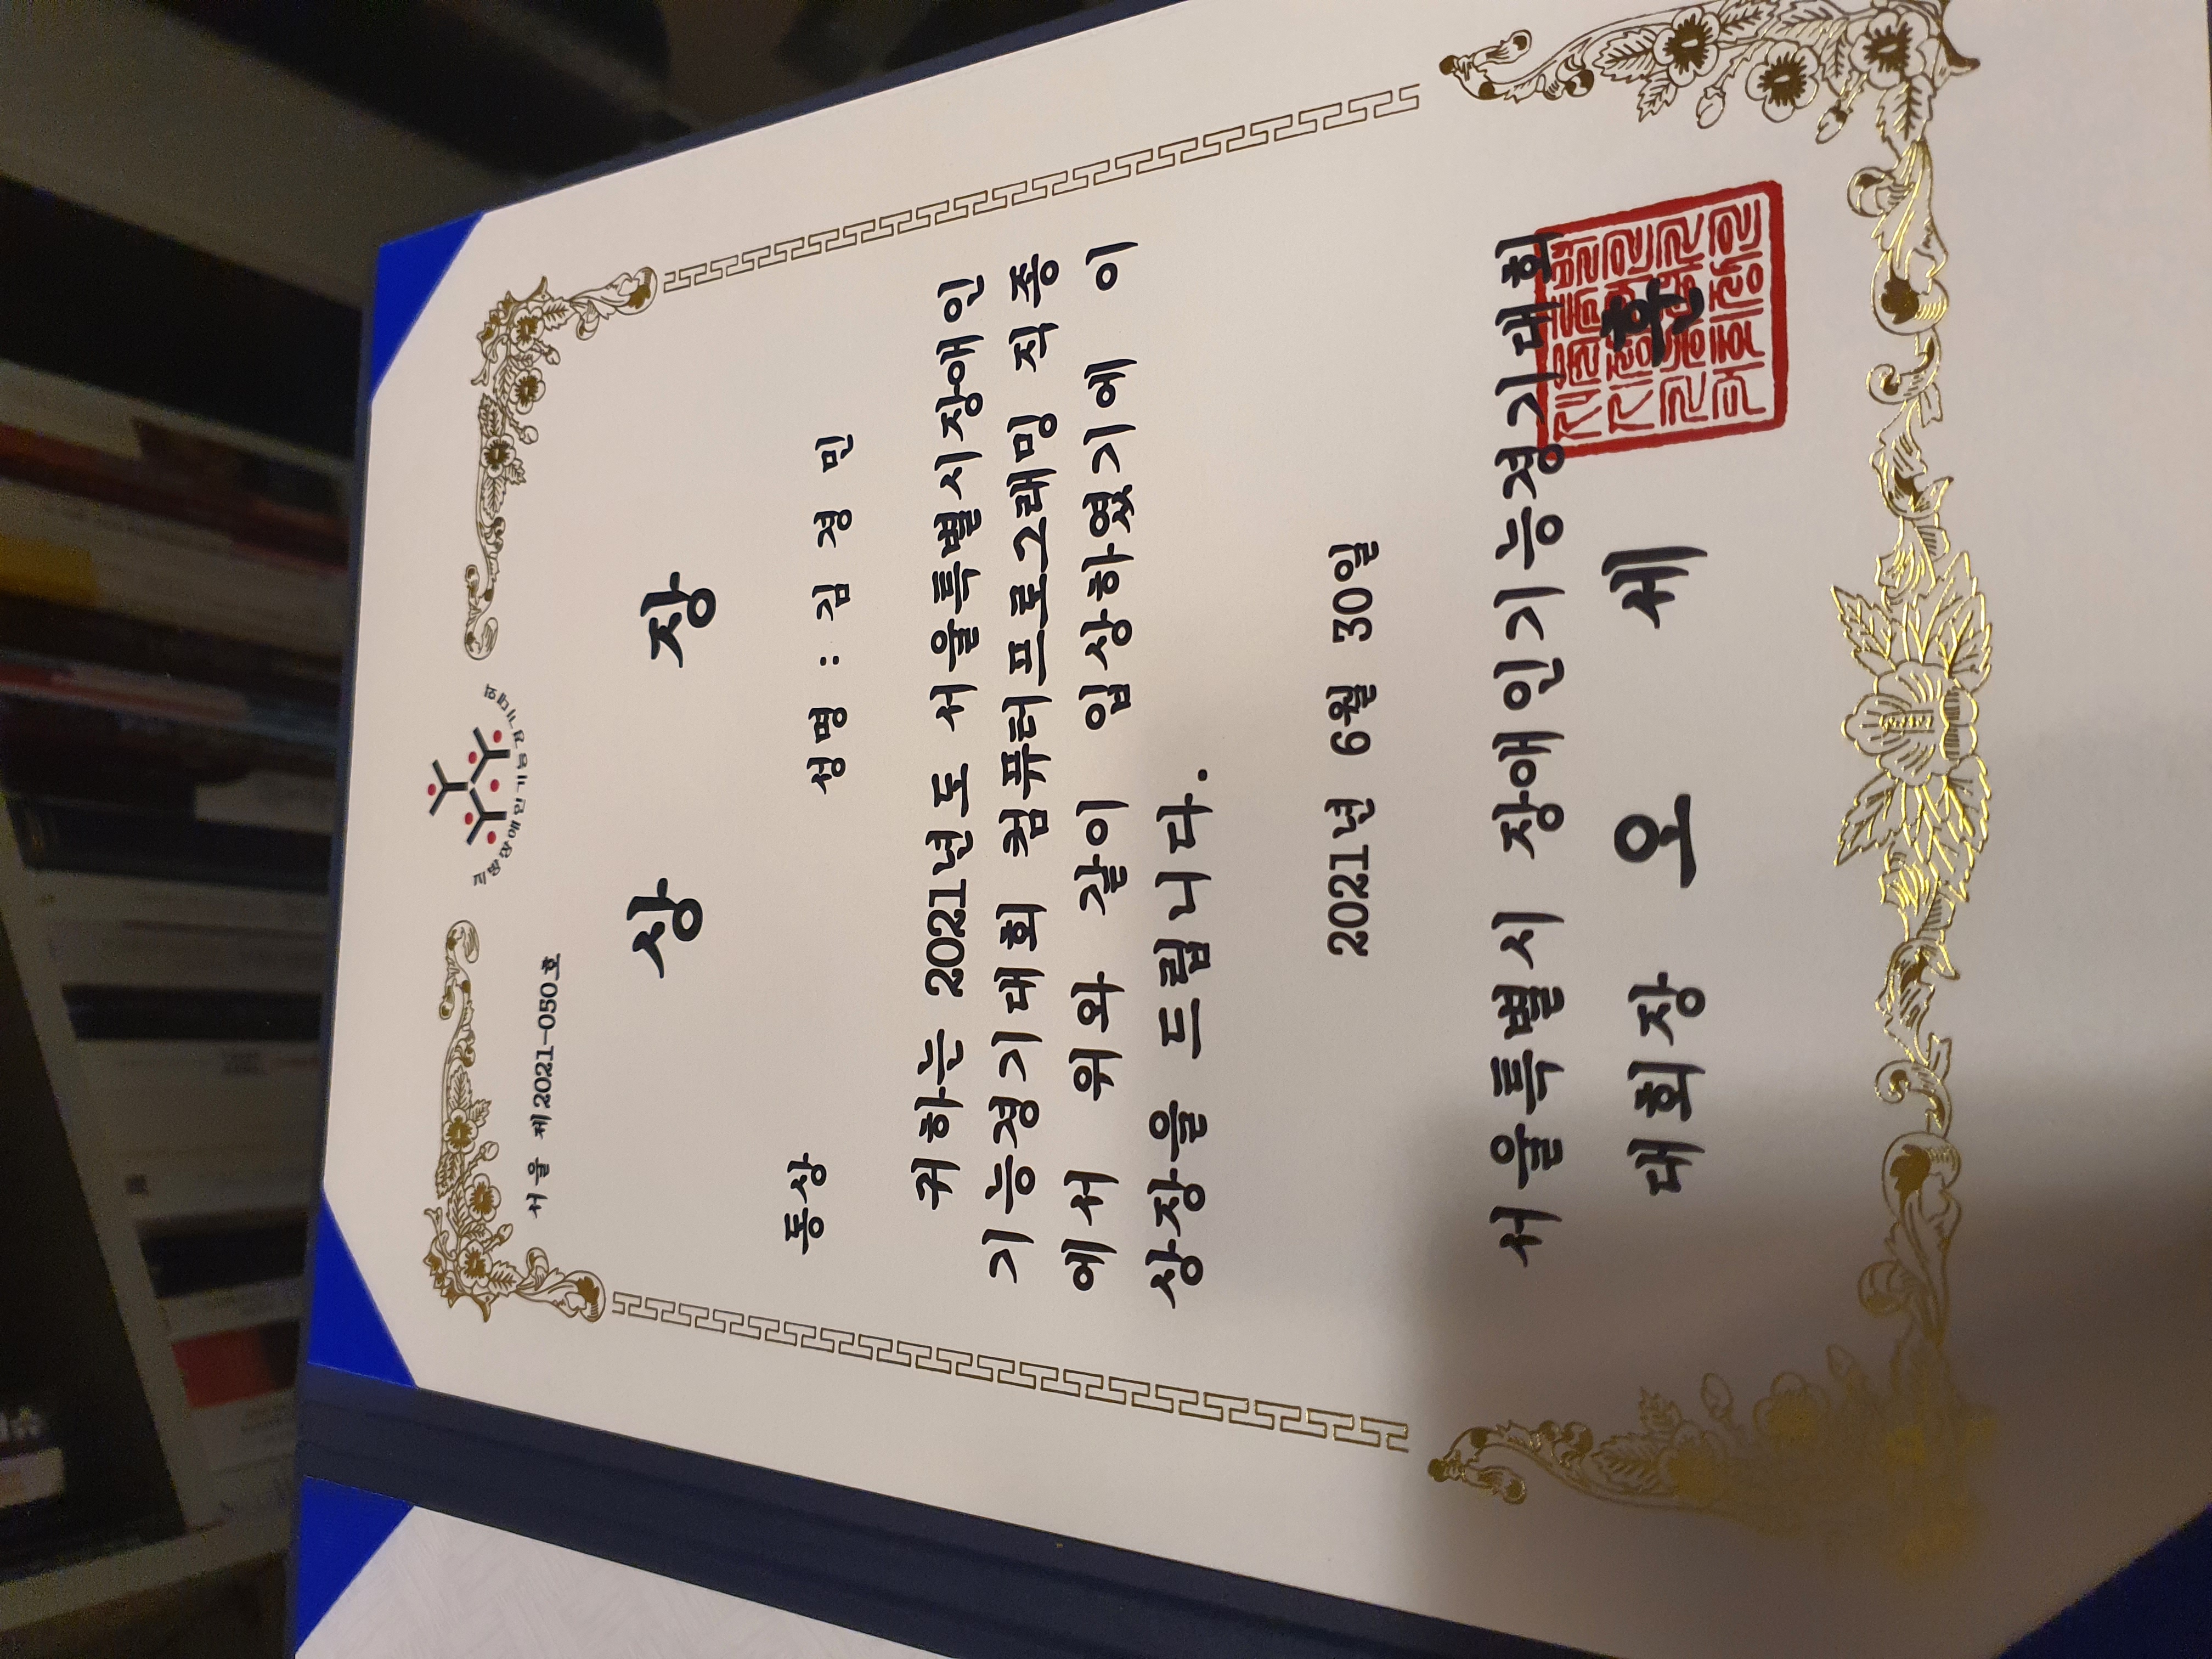 지방장애인기능경기대회
서울 제2021-050호
상 장
동상 성명 : 김 경 민
귀하는 2021년도 서울특별시장애인
기능경기대회 컴퓨터프로그래밍 직종
에서 위와 같이 입상하였기에 이
상장을 드립니다.
2021년 6월 30일
서울특별시 장애인기능경기대회
대회장 오 세 훈